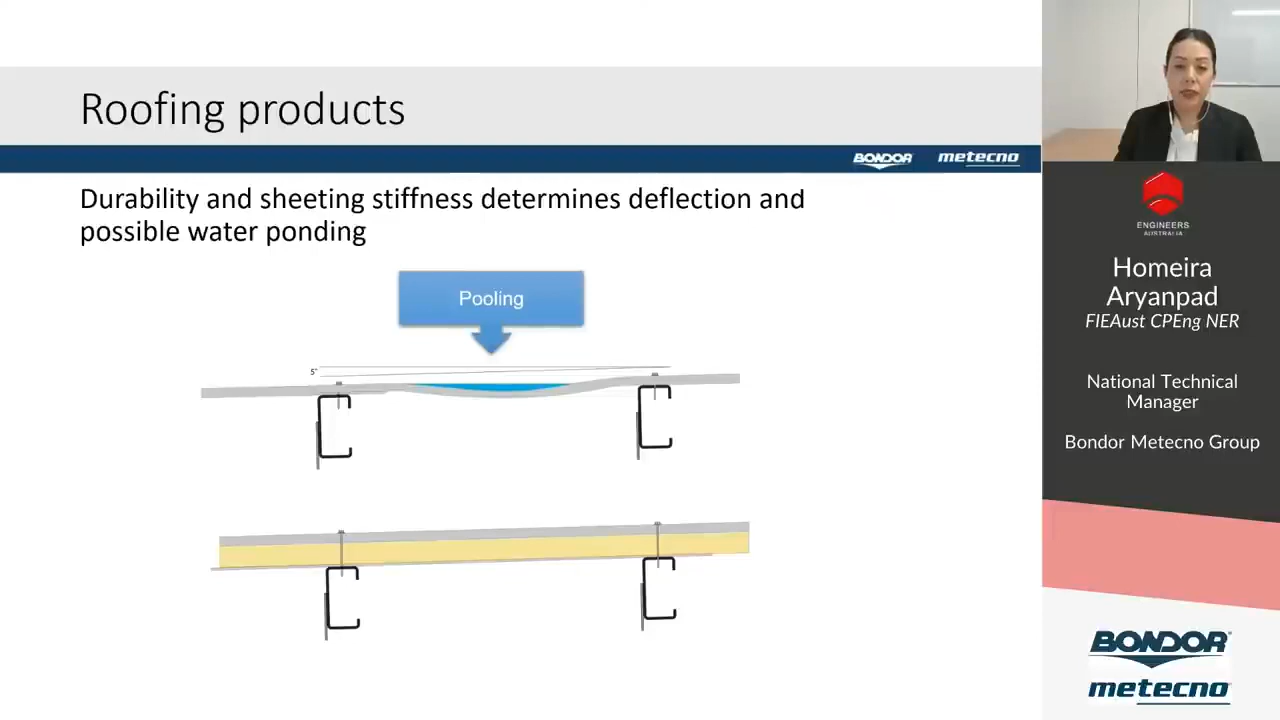 Roofing products
BONDOR metecno
Durability and sheeting stiffness determines deflection and
possible water ponding
Pooling
5°
ENGINEERS
AUSTRALIA
Homeira
Aryanpad
FIEAust CPEng NER
National Technical
Manager
Bondor Metecno Group
BONDOR
metecno